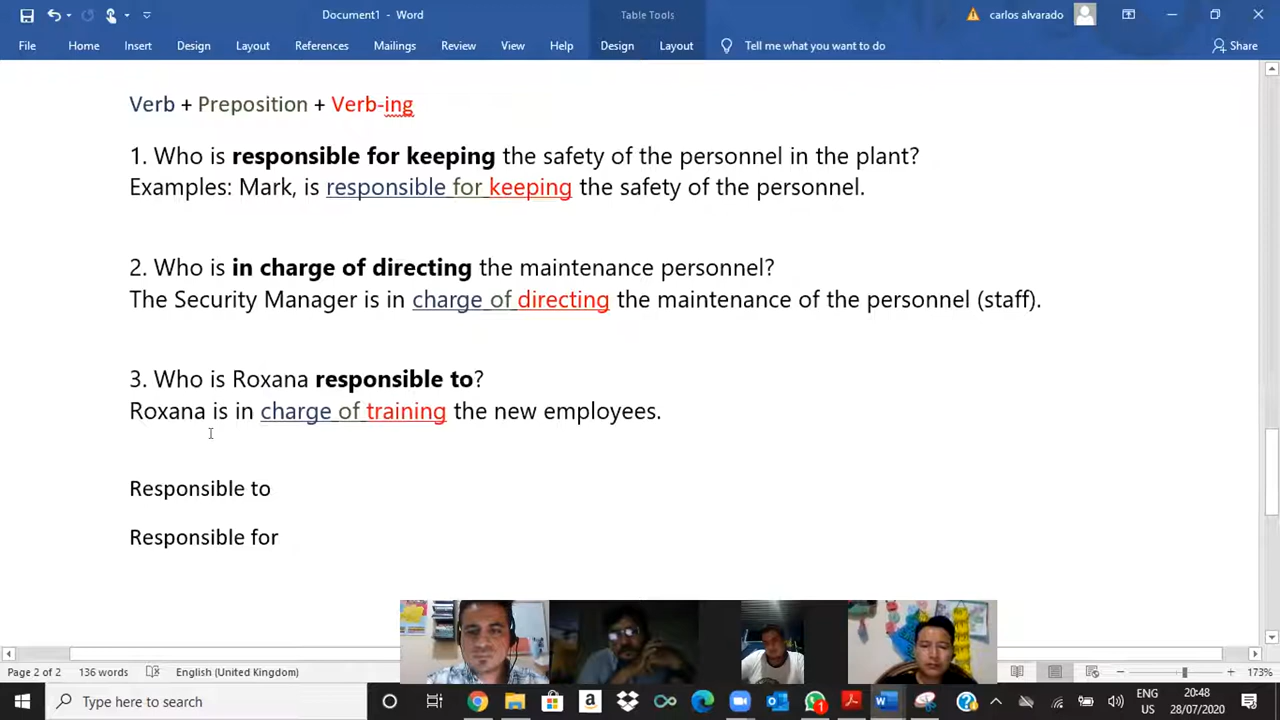 Document1 - Word
Table Tools
carlos alvarado
File Home Insert Design Layout References Mailings Review View Help Design Layout Tell me what you want to do Share
Verb + Preposition + Verb-ing
1. Who is responsible for keeping the safety of the personnel in the plant?
Examples: Mark, is responsible for keeping the safety of the personnel.
2. Who is in charge of directing the maintenance personnel?
The Security Manager is in charge of directing the maintenance of the personnel (staff).
3. Who is Roxana responsible to?
Roxana is in charge of training the new employees.
Responsible to
Responsible for
Page 2 of 2 136 words English (United Kingdom) 173%
Type here to search
ENG
US
20:48
28/07/2020